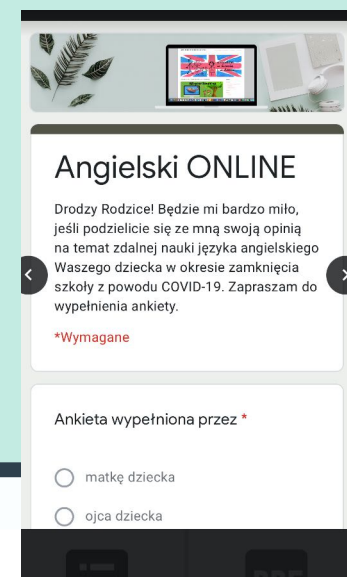 Angielski ONLINE
Drodzy Rodzice! Będzie mi bardzo miło,
jeśli podzielicie się ze mną swoją opinią
na temat zdalnej nauki języka angielskiego
Waszego dziecka w okresie zamknięcia
szkoły z powodu COVID-19. Zapraszam do
wypełnienia ankiety.
*Wymagane
Ankieta wypełniona przez *
matkę dziecka
ojca dziecka